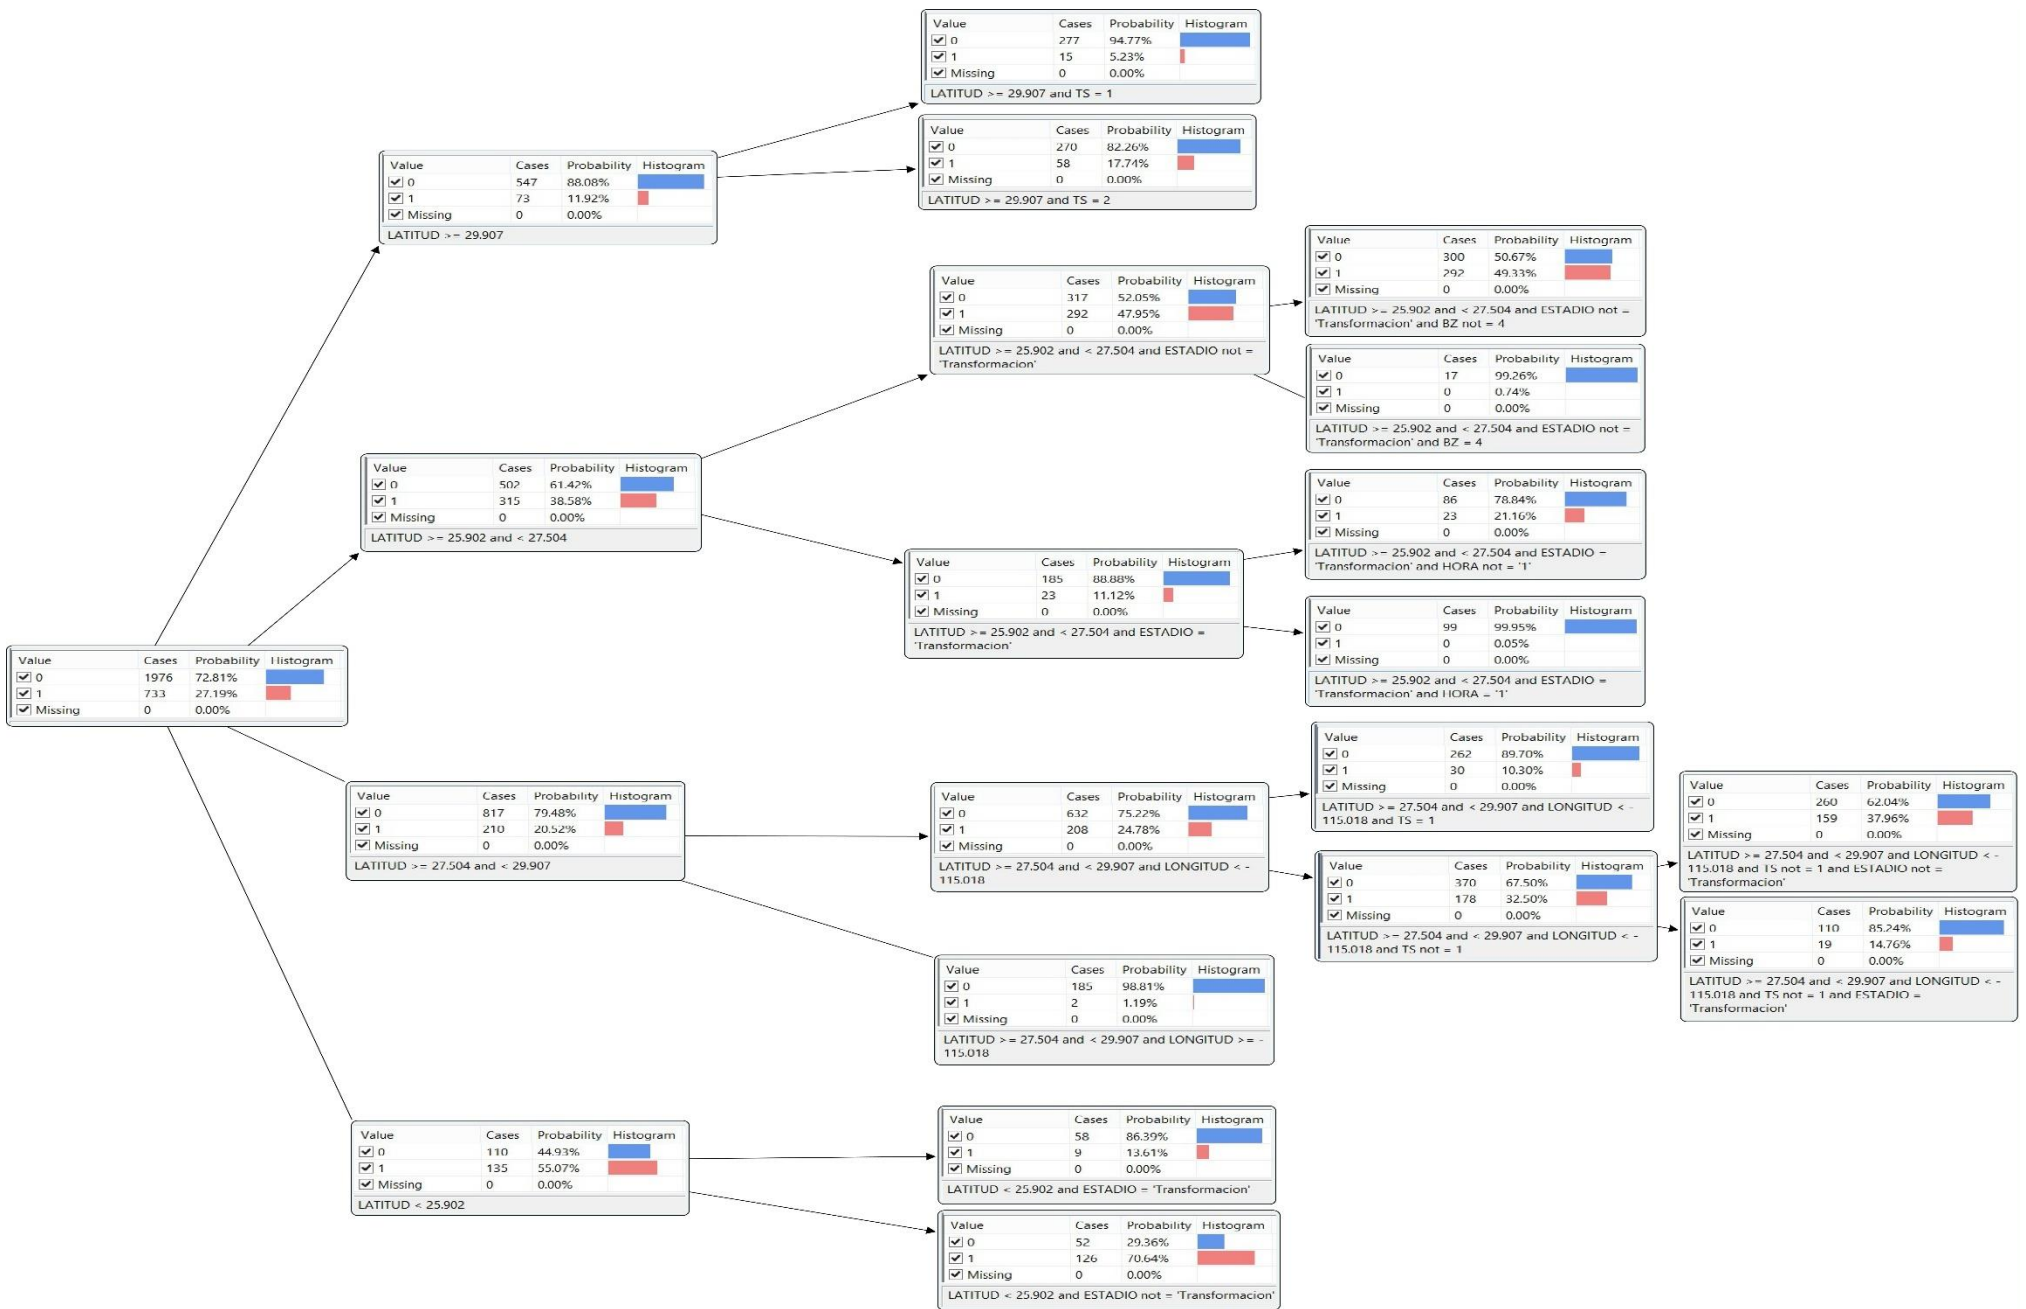 Value Cases Probability Histogram
0 1976 72.81%
1 733 27.19%
Missing 0 0.00%
Value Cases Probability Histogram
0 547 88.08%
1 73 11.92%
Missing 0 0.00%
LATITUD >= 29.907
Value Cases Probability Histogram
0 277 94.77%
1 15 5.23%
Missing 0 0.00%
LATITUD >= 29.907 and TS = 1
Value Cases Probability Histogram
0 270 82.26%
1 58 17.74%
Missing 0 0.00%
LATITUD >= 29.907 and TS = 2
Value Cases Probability Histogram
0 502 61.42%
1 315 38.58%
Missing 0 0.00%
LATITUD >= 25.902 and < 27.504
Value Cases Probability Histogram
0 317 52.05%
1 292 47.95%
Missing 0 0.00%
LATITUD >= 25.902 and < 27.504 and ESTADIO not =
'Transformacion'
Value Cases Probability Histogram
0 300 50.67%
1 292 49.33%
Missing 0 0.00%
LATITUD >= 25.902 and < 27.504 and ESTADIO not =
'Transformacion' and BZ not = 4
Value Cases Probability Histogram
0 17 99.26%
1 0 0.74%
Missing 0 0.00%
LATITUD >= 25.902 and < 27.504 and ESTADIO not =
'Transformacion' and BZ = 4
Value Cases Probability Histogram
0 185 88.88%
1 23 11.12%
Missing 0 0.00%
LATITUD >= 25.902 and < 27.504 and ESTADIO =
'Transformacion'
Value Cases Probability Histogram
0 86 78.84%
1 23 21.16%
Missing 0 0.00%
LATITUD >= 25.902 and < 27.504 and ESTADIO =
'Transformacion' and HORA not = '1'
Value Cases Probability Histogram
0 99 99.95%
1 0 0.05%
Missing 0 0.00%
LATITUD >= 25.902 and < 27.504 and ESTADIO =
'Transformacion' and HORA = '1'
Value Cases Probability Histogram
0 817 79.48%
1 210 20.52%
Missing 0 0.00%
LATITUD >= 27.504 and < 29.907
Value Cases Probability Histogram
0 632 75.22%
1 208 24.78%
Missing 0 0.00%
LATITUD >= 27.504 and < 29.907 and LONGITUD < -
115.018
Value Cases Probability Histogram
0 262 89.70%
1 30 10.30%
Missing 0 0.00%
LATITUD >= 27.504 and < 29.907 and LONGITUD < -
115.018 and TS = 1
Value Cases Probability Histogram
0 370 67.50%
1 178 32.50%
Missing 0 0.00%
LATITUD >= 27.504 and < 29.907 and LONGITUD < -
115.018 and TS not = 1
Value Cases Probability Histogram
0 260 62.04%
1 159 37.96%
Missing 0 0.00%
LATITUD >= 27.504 and < 29.907 and LONGITUD < -
115.018 and TS not = 1 and ESTADIO not =
'Transformacion'
Value Cases Probability Histogram
0 110 85.24%
1 19 14.76%
Missing 0 0.00%
LATITUD >= 27.504 and < 29.907 and LONGITUD < -
115.018 and TS not = 1 and ESTADIO =
'Transformacion'
Value Cases Probability Histogram
0 185 98.81%
1 2 1.19%
Missing 0 0.00%
LATITUD >= 27.504 and < 29.907 and LONGITUD >= -
115.018
Value Cases Probability Histogram
0 110 44.93%
1 135 55.07%
Missing 0 0.00%
LATITUD < 25.902
Value Cases Probability Histogram
0 58 86.39%
1 9 13.61%
Missing 0 0.00%
LATITUD < 25.902 and ESTADIO = 'Transformacion'
Value Cases Probability Histogram
0 52 29.36%
1 126 70.64%
Missing 0 0.00%
LATITUD < 25.902 and ESTADIO not = 'Transformacion'